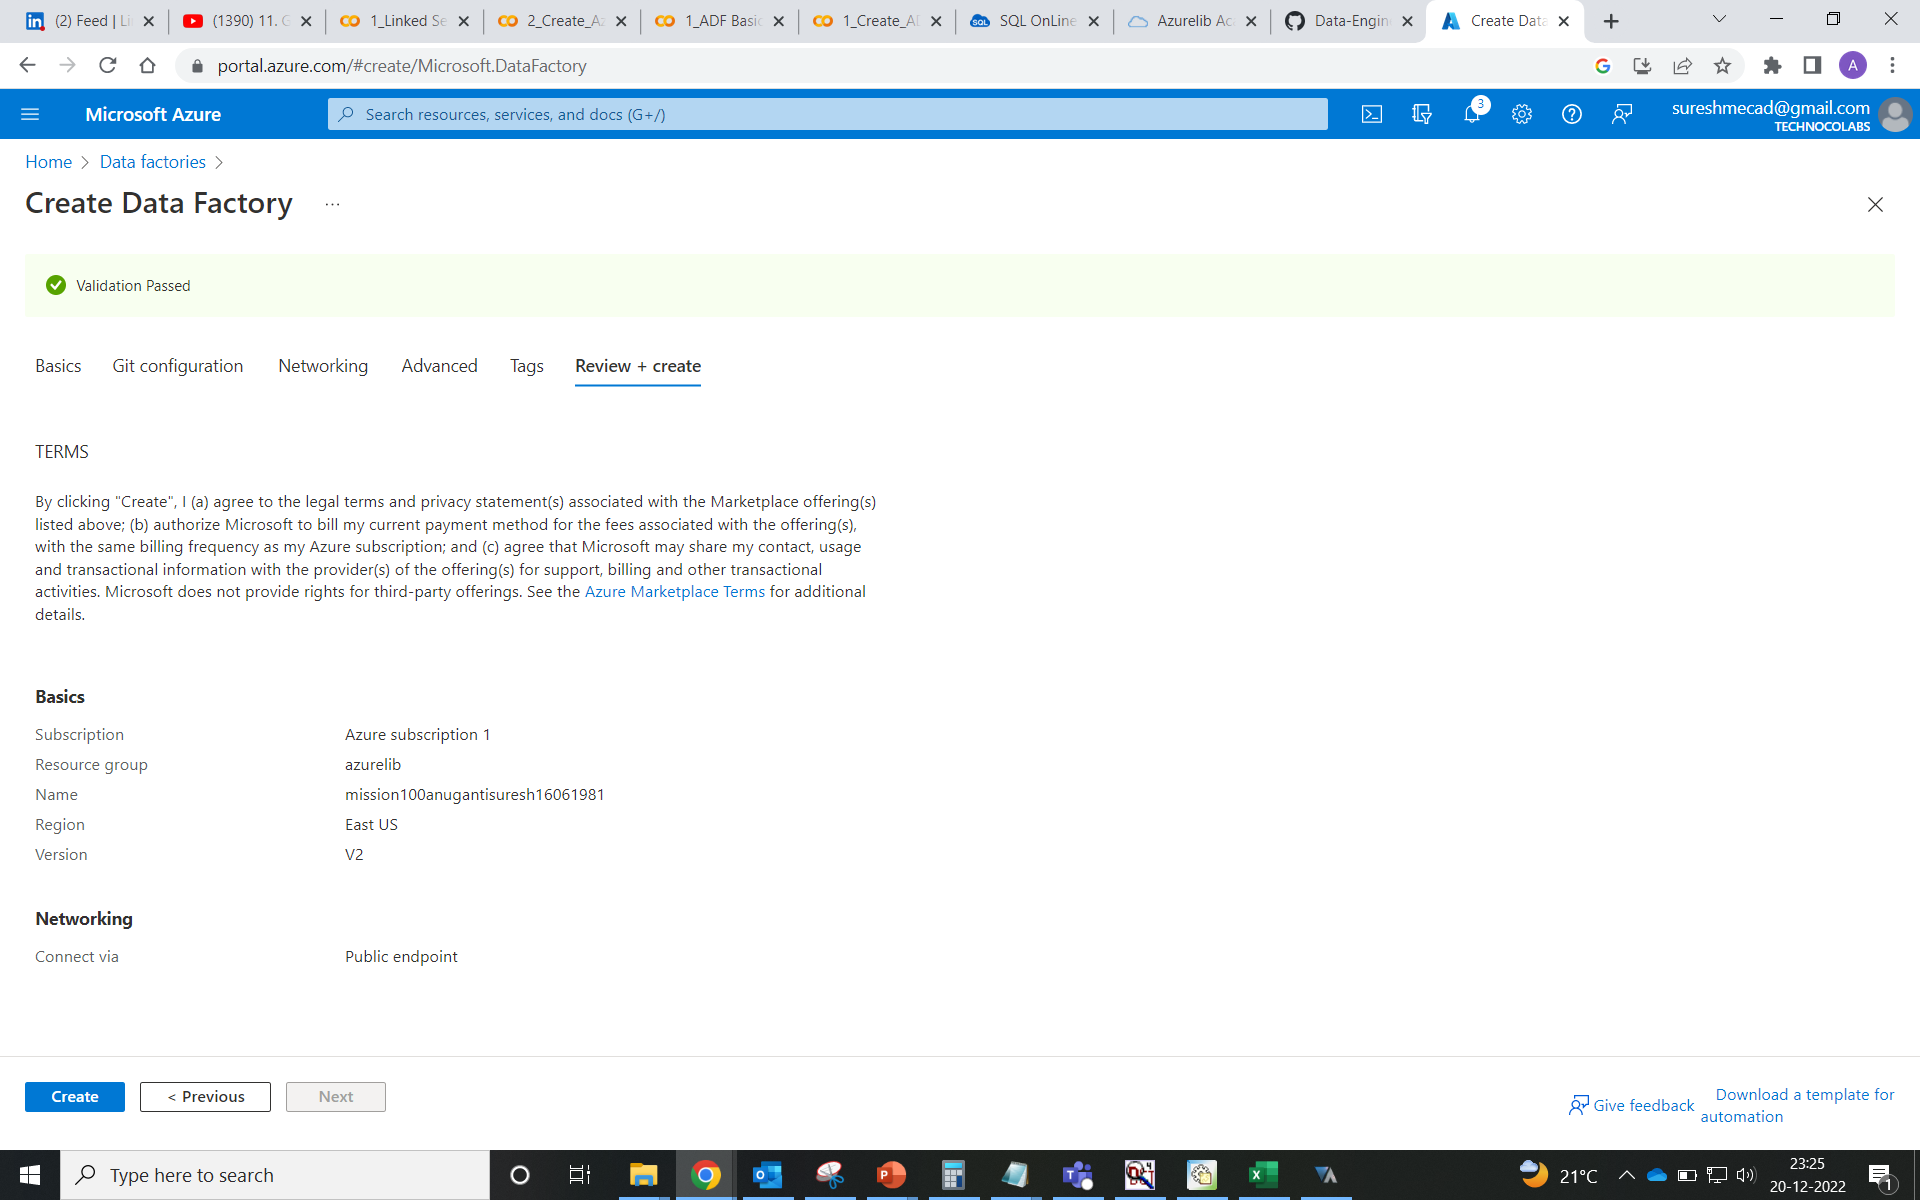 (2) Feed | Li
(1390) 11. G
1_Linked Se
2_Create_Az
1_ADF Basic
1_Create_AD
SQL OnLine
Azurelib Aca
Data-Engin
Create Data
portal.azure.com/#create/Microsoft.DataFactory
A
Microsoft Azure
Search resources, services, and docs (G+/)
3
sureshmecad@gmail.com
TECHNOCOLABS
Home > Data factories >
Create Data Factory ...
Validation Passed
Basics Git configuration Networking Advanced Tags Review + create
TERMS
By clicking "Create", I (a) agree to the legal terms and privacy statement(s) associated with the Marketplace offering(s)
listed above; (b) authorize Microsoft to bill my current payment method for the fees associated with the offering(s),
with the same billing frequency as my Azure subscription; and (c) agree that Microsoft may share my contact, usage
and transactional information with the provider(s) of the offering(s) for support, billing and other transactional
activities. Microsoft does not provide rights for third-party offerings. See the Azure Marketplace Terms for additional
details.
Basics
Subscription Azure subscription 1
Resource group azurelib
Name mission100anugantisuresh16061981
Region East US
Version V2
Networking
Connect via Public endpoint
Create < Previous Next
Give feedback
Download a template for
automation
Type here to search
21°C
23:25
20-12-2022
1